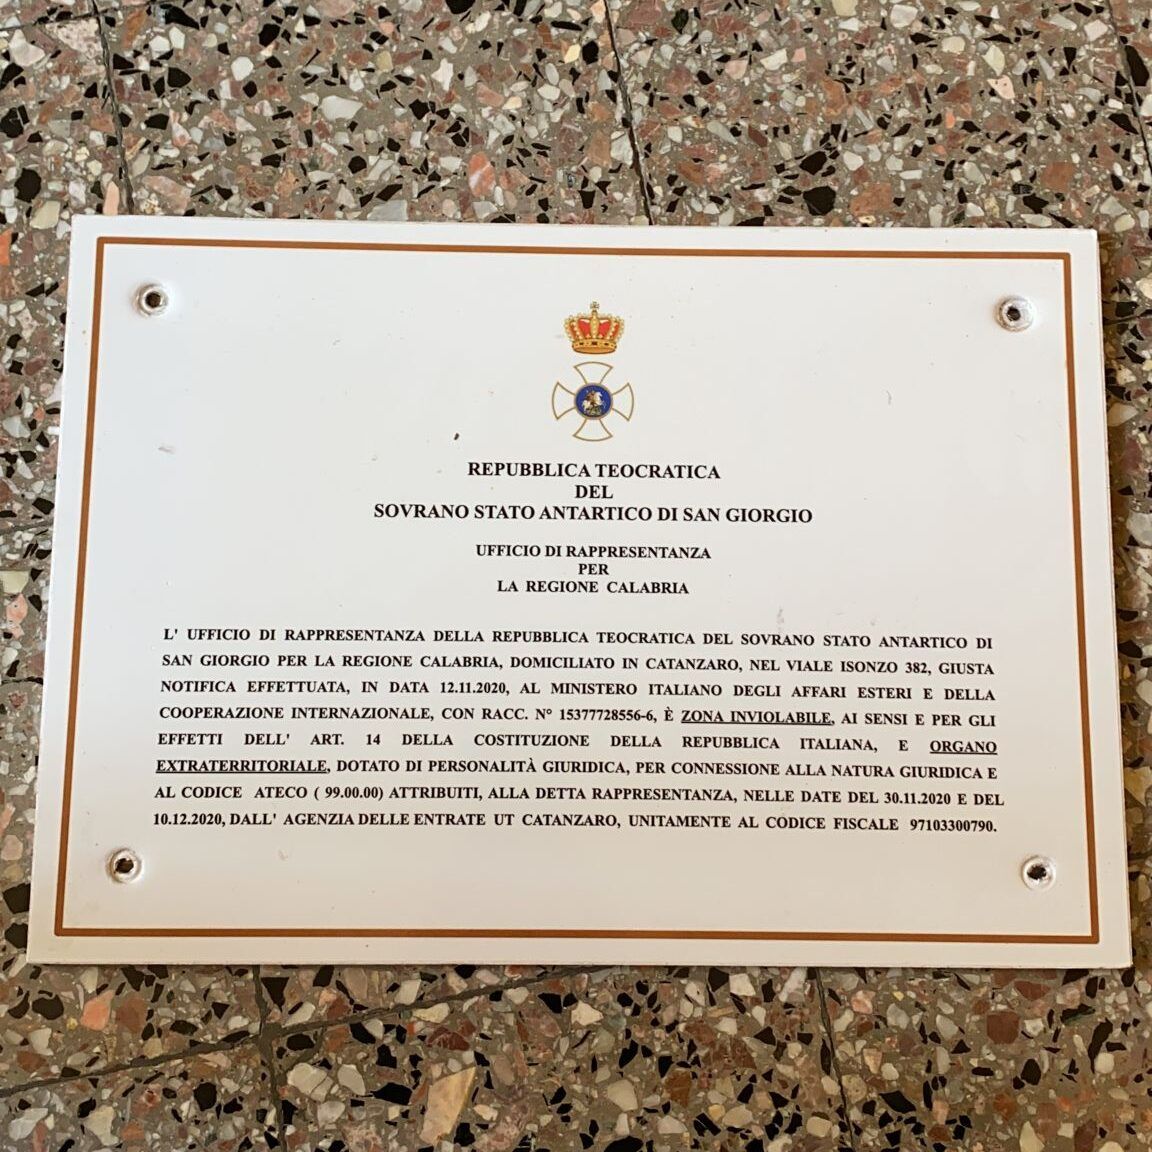 REPUBBLICA TEOCRATICA
DEL
SOVRANO STATO ANTARTICO DI SAN GIORGIO
UFFICIO DI RAPPRESENTANZA
PER
LA REGIONE CALABRIA
L' UFFICIO DI RAPPRESENTANZA DELLA REPUBBLICA TEOCRATICA DEL SOVRANO STATO ANTARTICO DI
SAN GIORGIO PER LA REGIONE CALABRIA, DOMICILIATO IN CATANZARO, NEL VIALE ISONZO 382, GIUSTA
NOTIFICA EFFETTUATA, IN DATA 12.11.2020, AL MINISTERO ITALIANO DEGLI AFFARI ESTERI E DELLA
COOPERAZIONE INTERNAZIONALE, CON RACC. N° 15377728556-6, È ZONA INVIOLABILE, AI SENSI E PER GLI
EFFETTI DELL' ART. 14 DELLA COSTITUZIONE DELLA REPUBBLICA ITALIANA, E ORGANO
EXTRATERRITORIALE, DOTATO DI PERSONALITÀ GIURIDICA, PER CONNESSIONE ALLA NATURA GIURIDICA E
AL CODICE ATECO ( 99.00.00) ATTRIBUITI, ALLA DETTA RAPPRESENTANZA, NELLE DATE DEL 30.11.2020 E DEL
10.12.2020, DALL' AGENZIA DELLE ENTRATE UT CATANZARO, UNITAMENTE AL CODICE FISCALE 97103300790.